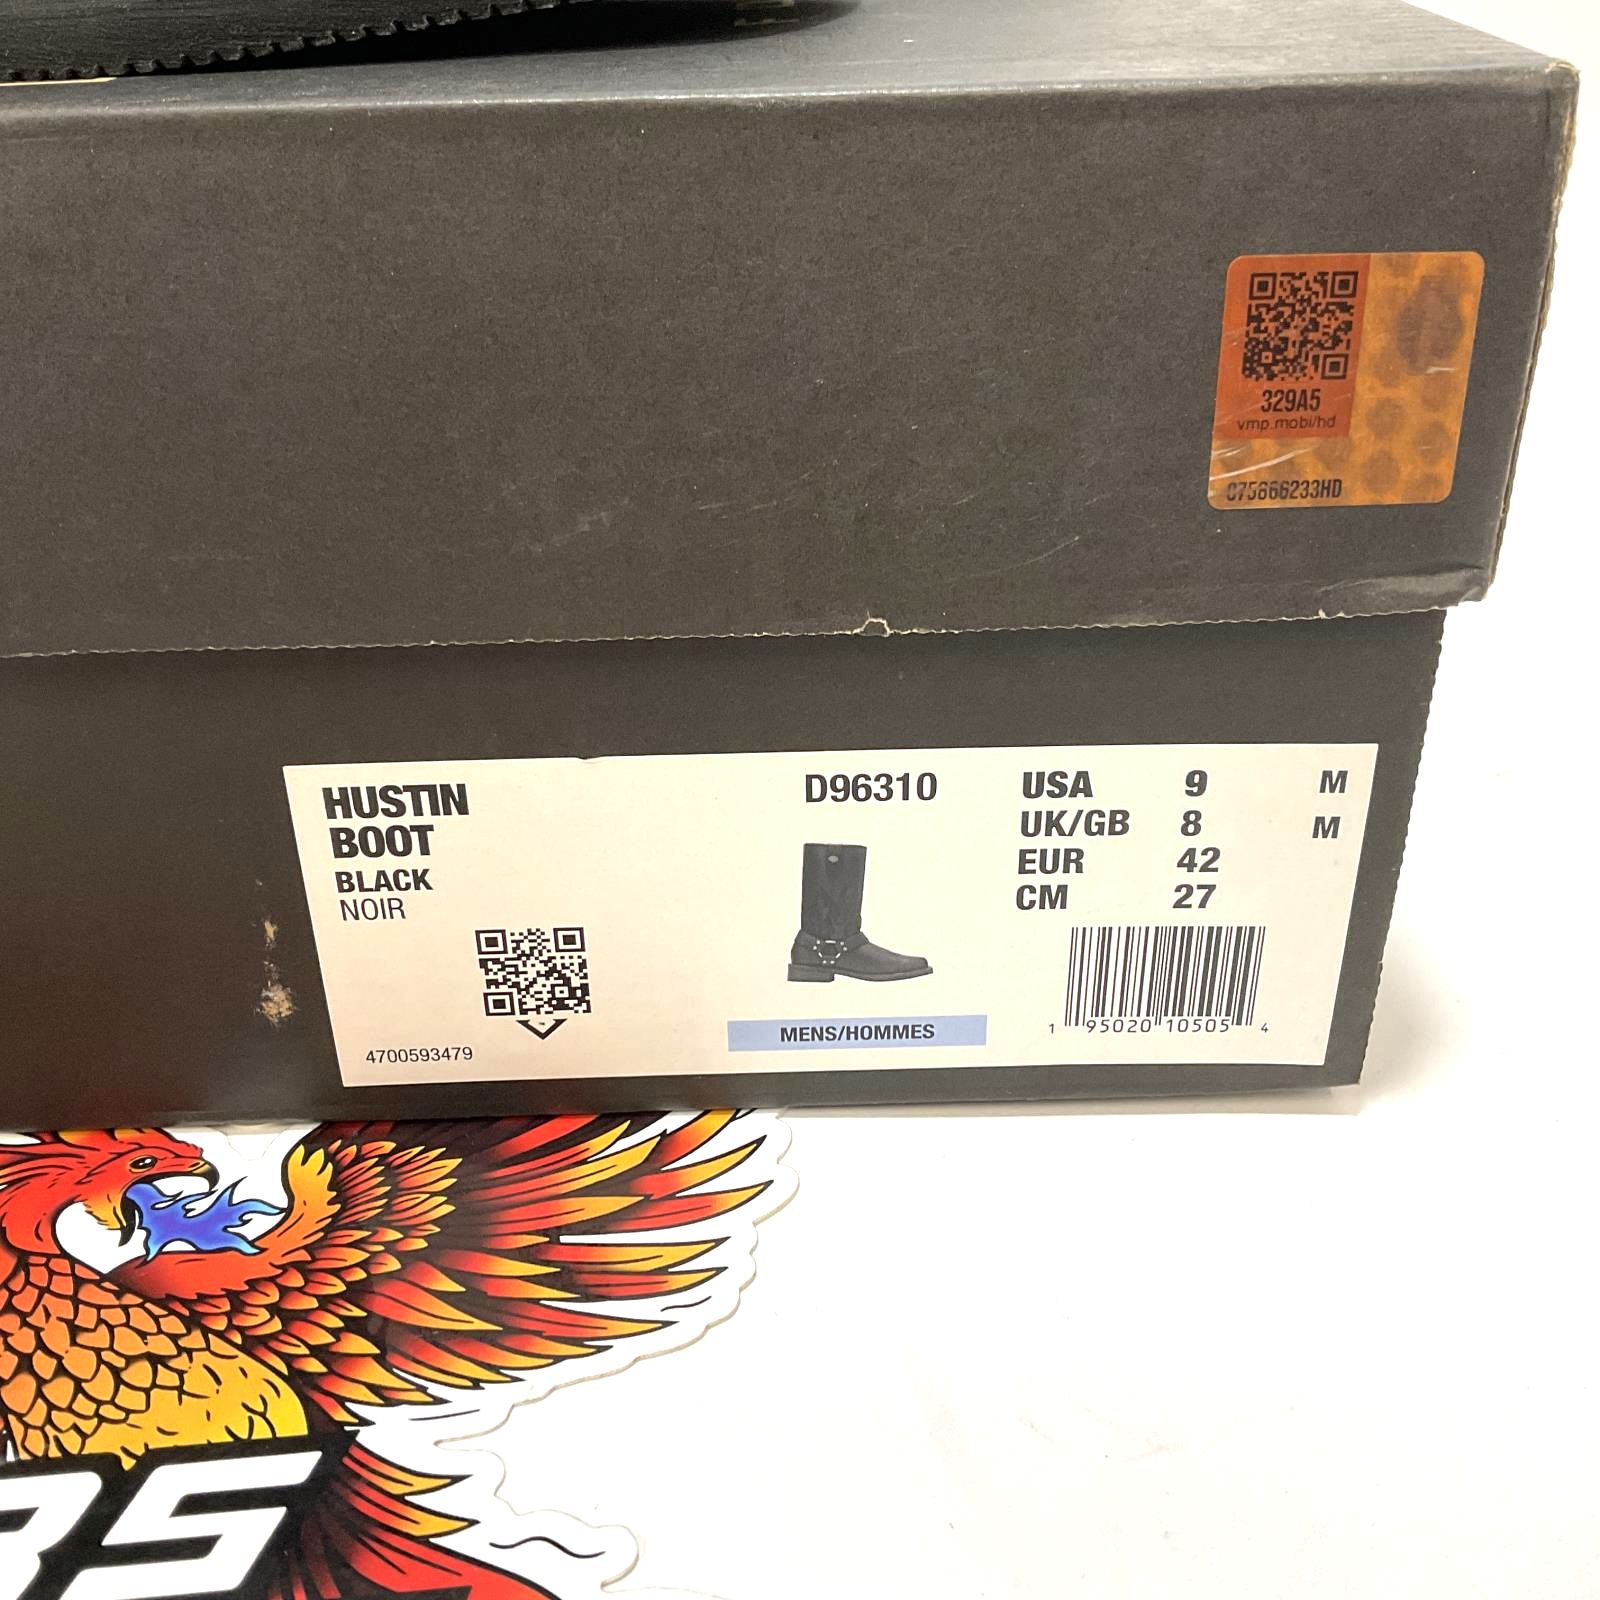 329A5
vmp.mobi/hd
075666233HD
HUSTIN
BOOT
BLACK
NOIR
4700593479
D96310
MENS/HOMMES
USA 9 M
UK/GB 8 M
EUR 42
CM 27
1 95020 10505 4